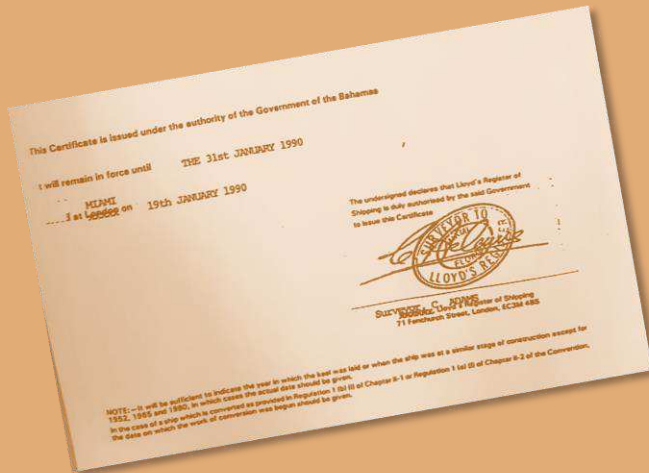 This Certificate is issued under the authority of the Government of the Bahamas
t will remain in force until THE 31st JANUARY 1990
MIAMI
at London on 19th JANUARY 1990
The undersigned declares that Lloyd's Register of
Shipping is duly authorised by the said Government
to issue this Certificate
SURVEYOR TO
LLOYD'S REGISTER
Surveyor C. ADAMS
Lloyd's Register of Shipping
71 Fenchurch Street, London, EC3M 4BS
NOTE: – It will be sufficient to indicate the year in which the keel was laid or when the ship was at a similar stage of construction except for
1952, 1965 and 1980, in which cases the actual date should be given.
In the case of a ship which is converted as provided in Regulation 1 (b) (i) of Chapter II-1 or Regulation 1 (a) (i) of Chapter II-2 of the Convention,
the date on which the work of conversion was begun should be given.